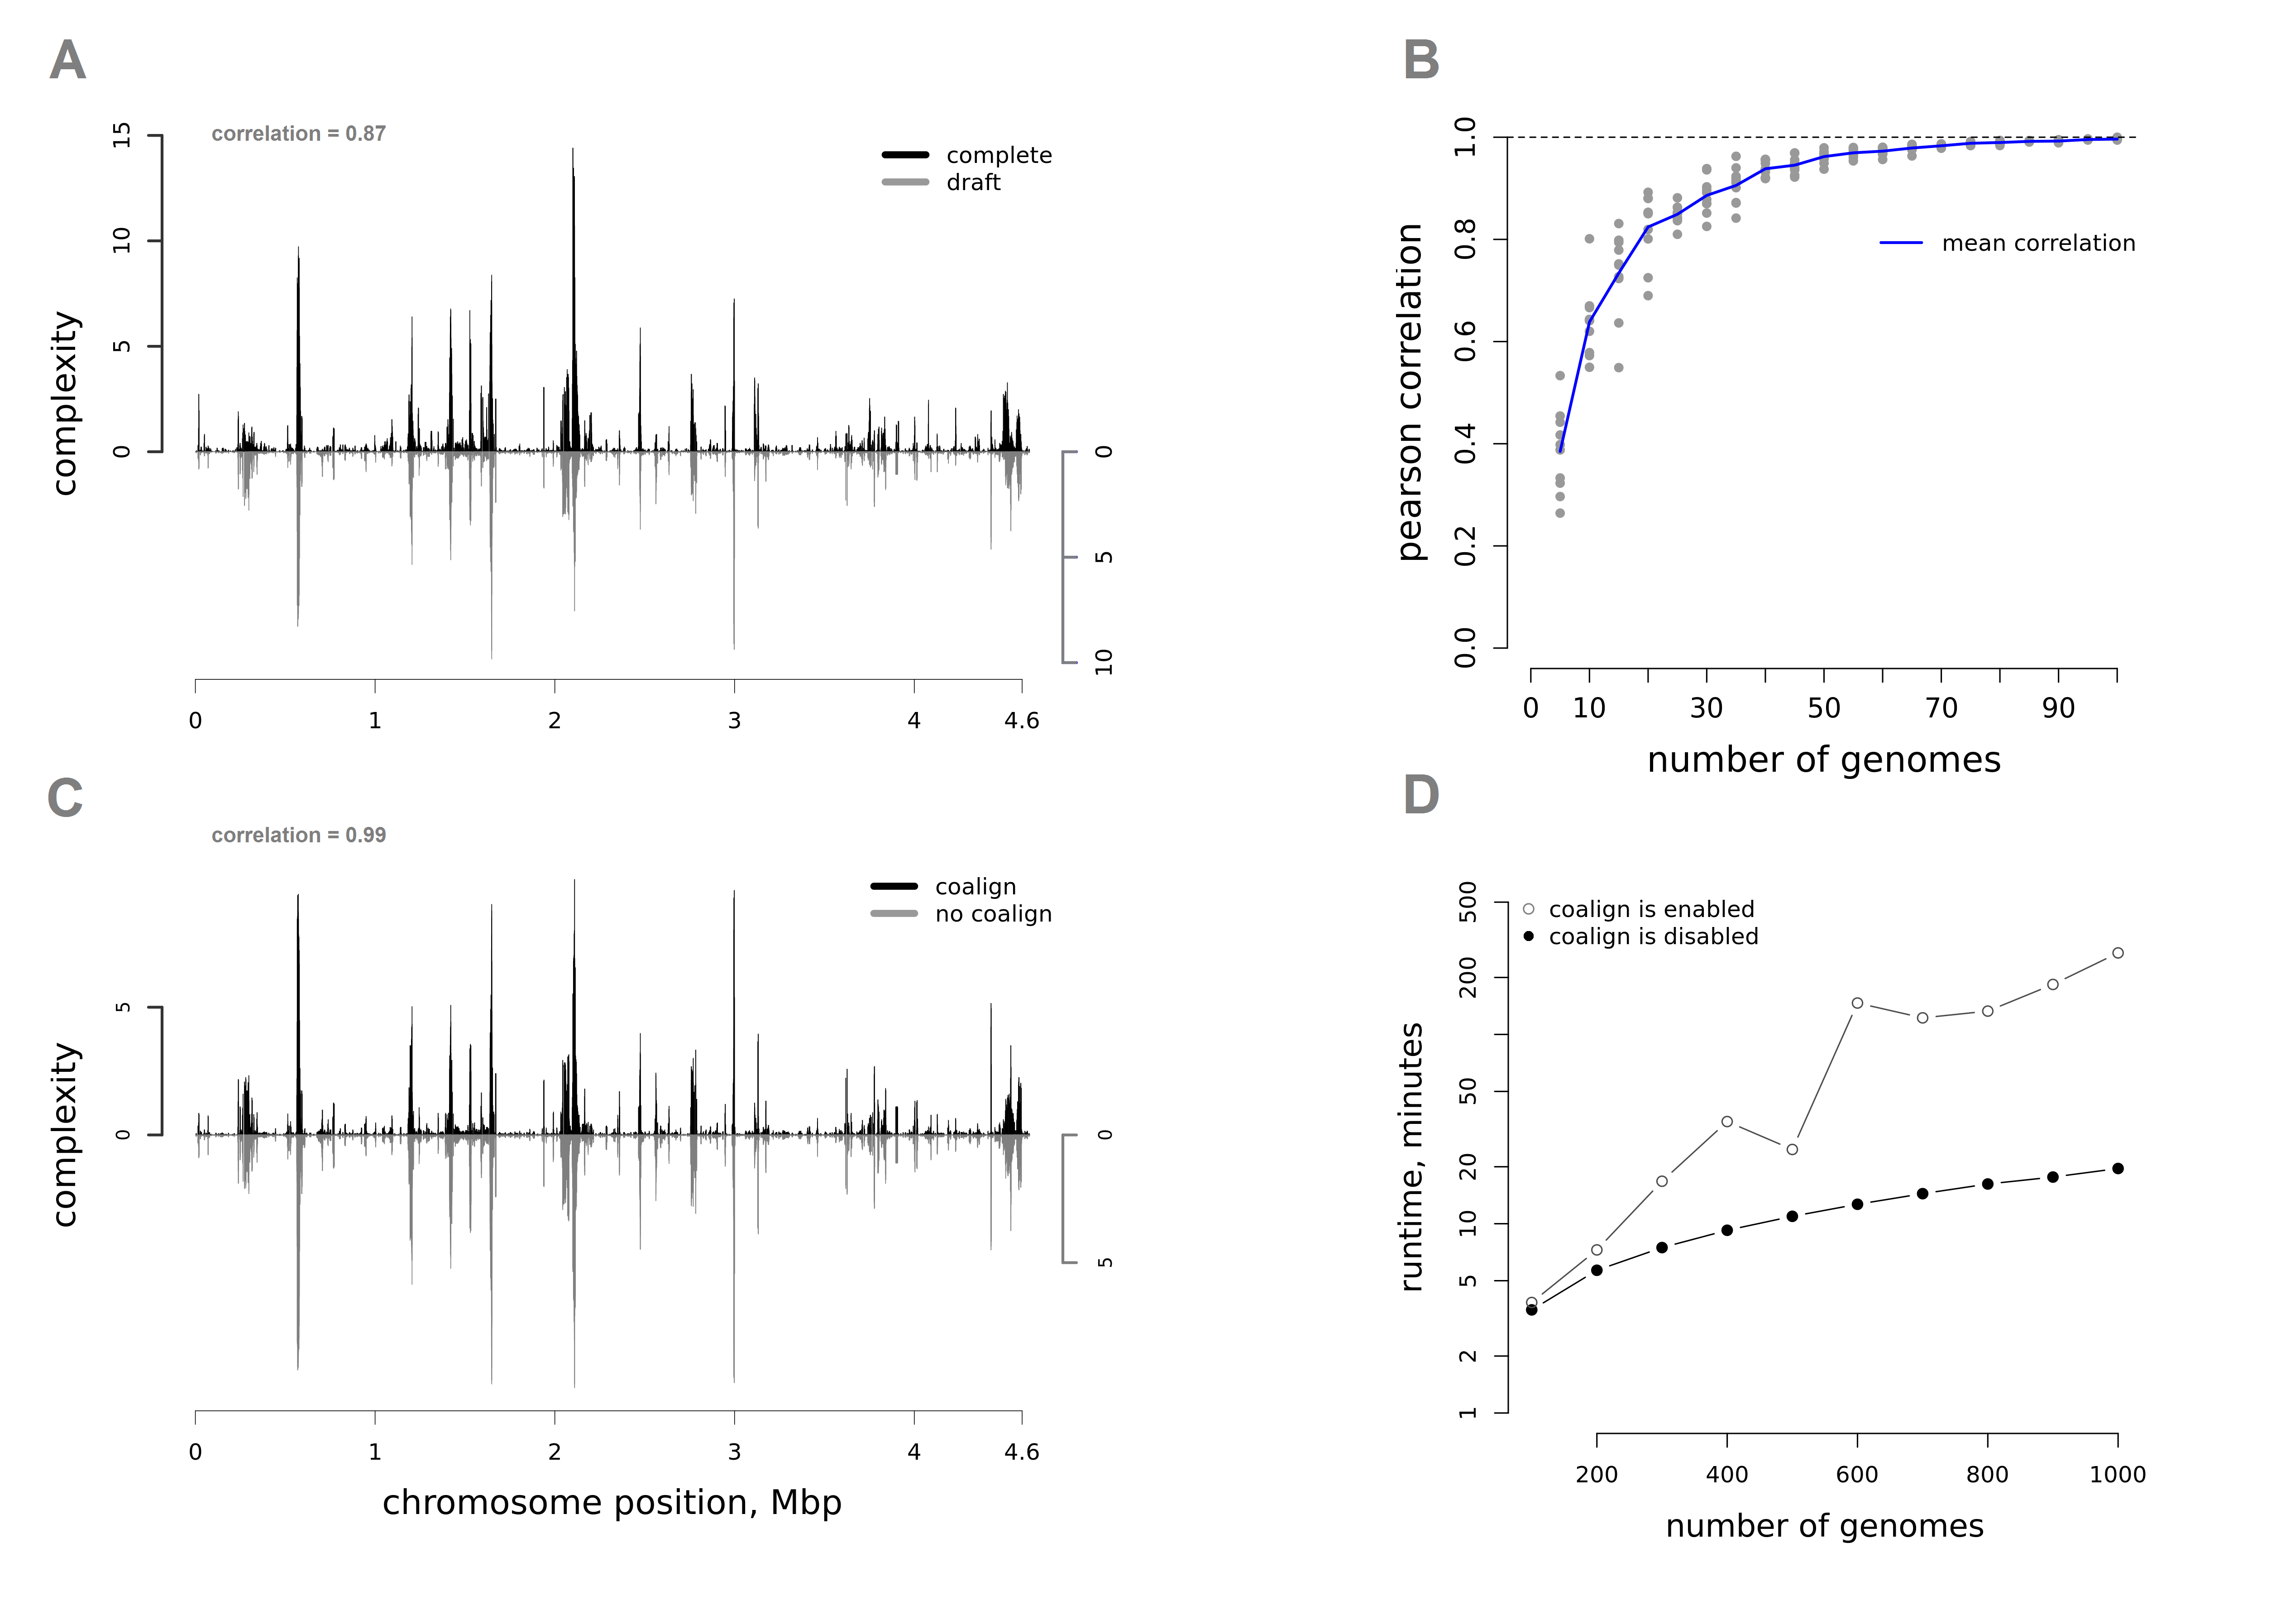 A
correlation = 0.87
complete
draft
complexity
15
10
5
0
0
5
10
0
1
2
3
4
4.6
B
pearson correlation
1.0
0.8
0.6
0.4
0.2
0.0
mean correlation
0
10
30
50
70
90
number of genomes
C
correlation = 0.99
coalign
no coalign
complexity
5
0
0
5
0
1
2
3
4
4.6
chromosome position, Mbp
D
coalign is enabled
coalign is disabled
runtime, minutes
500
200
50
20
10
5
2
1
200
400
600
800
1000
number of genomes